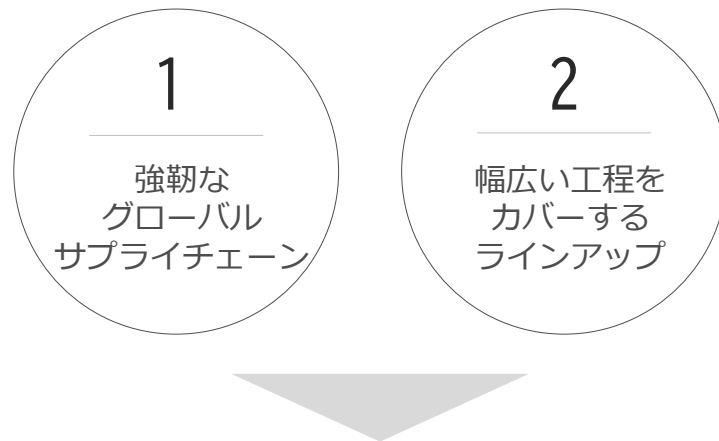 1
強靭な
グローバル
サプライチェーン
2
幅広い工程を
カバーする
ラインアップ